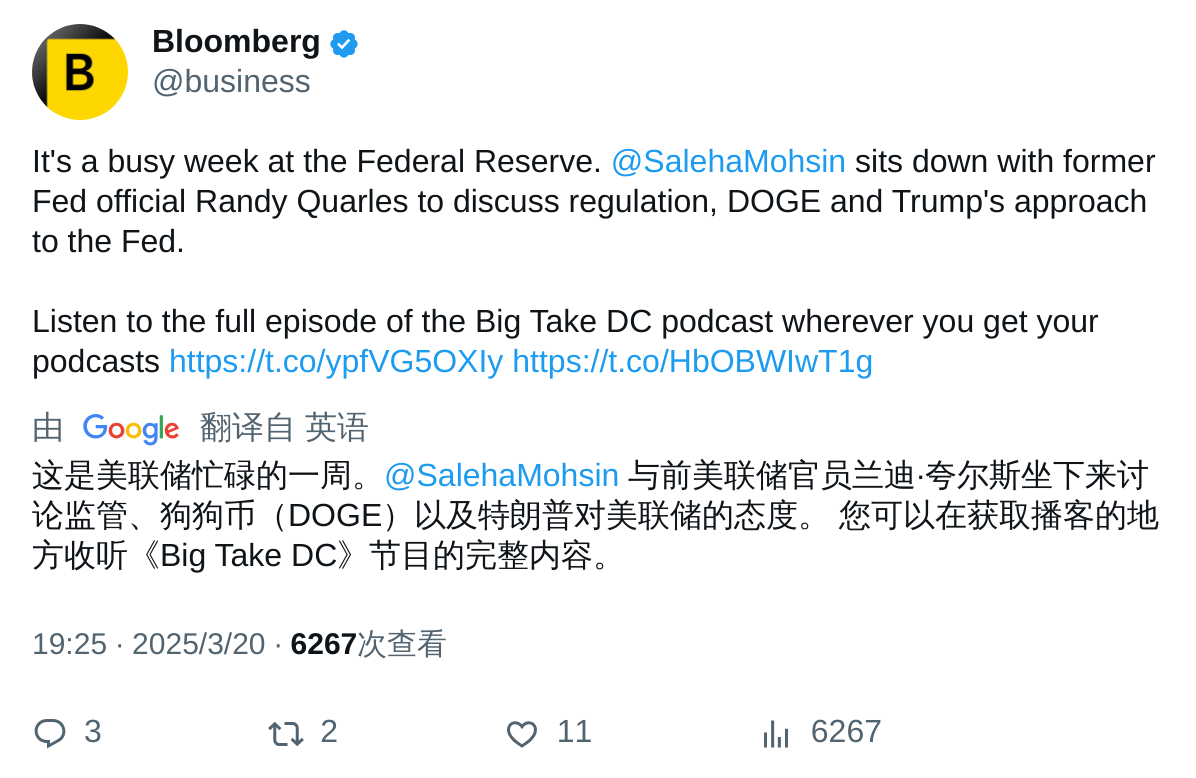 B
Bloomberg
@business
It's a busy week at the Federal Reserve. @SalehaMohsin sits down with former
Fed official Randy Quarles to discuss regulation, DOGE and Trump's approach
to the Fed.
Listen to the full episode of the Big Take DC podcast wherever you get your
podcasts https://t.co/ypfVG5OXIy https://t.co/HbOBWIwT1g
由 Google 翻译自 英语
这是美联储忙碌的一周。@SalehaMohsin 与前美联储官员兰迪·夸尔斯坐下来讨
论监管、狗狗币（DOGE）以及特朗普对美联储的态度。 您可以在获取播客的地
方收听《Big Take DC》节目的完整内容。
19:25 · 2025/3/20 · 6267次查看
3 2 11 6267